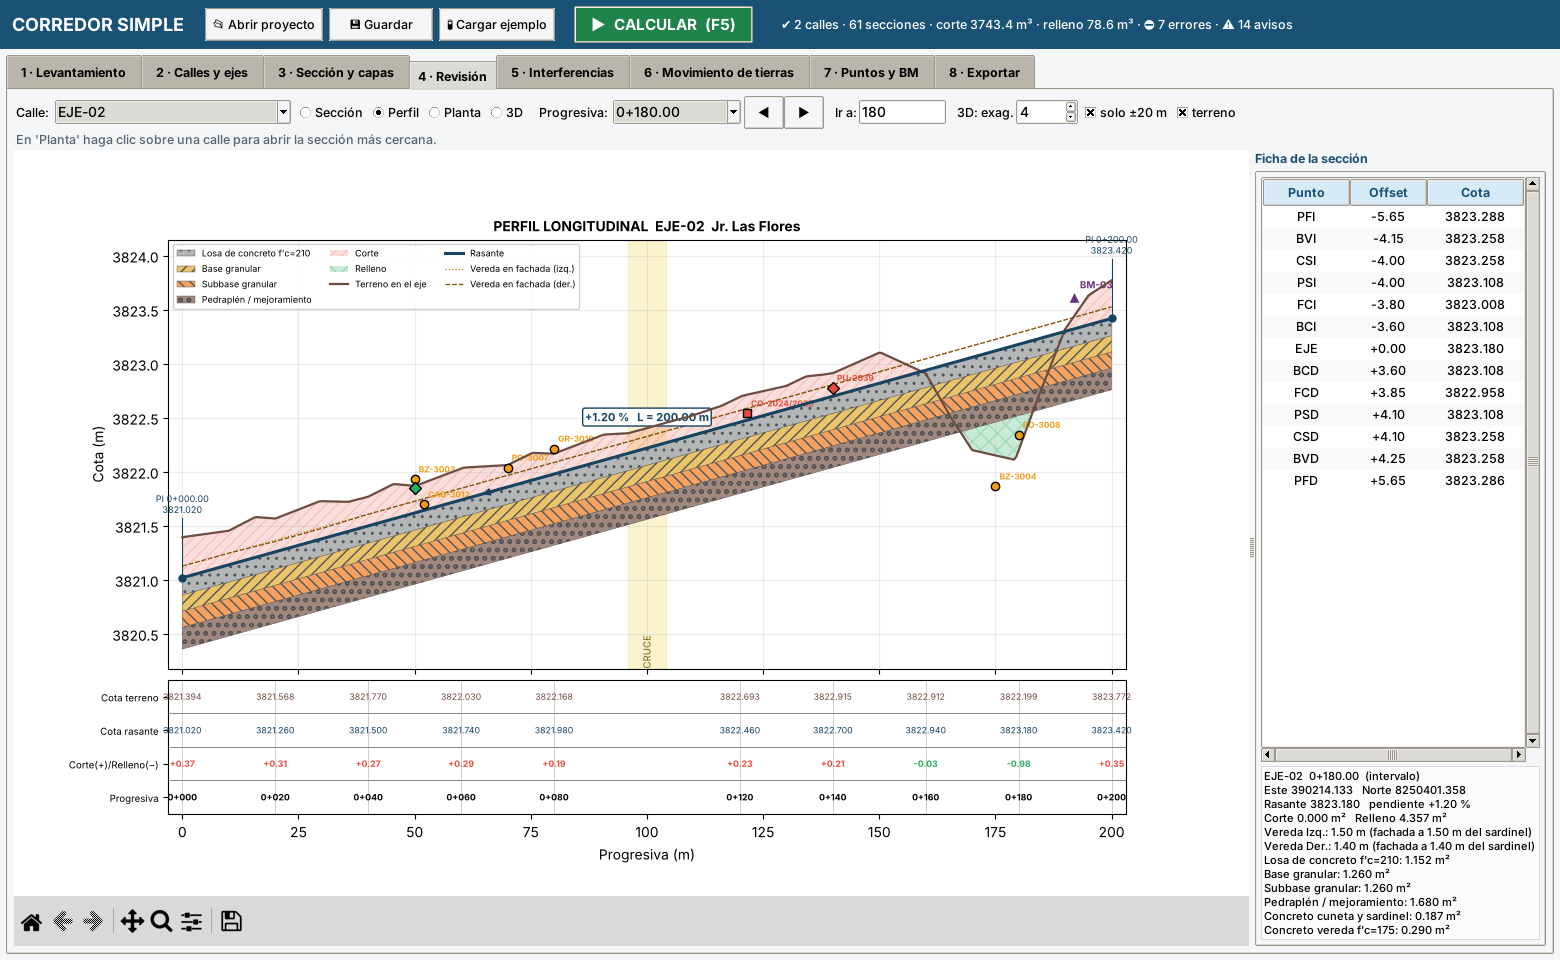 CORREDOR SIMPLE
Abrir proyecto
Guardar
Cargar ejemplo
CALCULAR (F5)
✔ 2 calles · 61 secciones · corte 3743.4 m³ · relleno 78.6 m³ · ⛔ 7 errores · ⚠ 14 avisos
1 · Levantamiento
2 · Calles y ejes
3 · Sección y capas
4 · Revisión
5 · Interferencias
6 · Movimiento de tierras
7 · Puntos y BM
8 · Exportar
Calle: EJE-02 Sección Perfil Planta 3D Progresiva: 0+180.00 Ir a: 180 3D: exag. 4 solo ±20 m terreno
En 'Planta' haga clic sobre una calle para abrir la sección más cercana.
PERFIL LONGITUDINAL EJE-02 Jr. Las Flores
Losa de concreto f'c=210
Base granular
Subbase granular
Pedraplén / mejoramiento
Corte
Relleno
Terreno en el eje
Rasante
Vereda en fachada (izq.)
Vereda en fachada (der.)
PI 0+200.00
3823.420
BM-03
PU-2039
+1.20 % L = 200.00 m
BZ-3003
BZ-3004
PI 0+000.00
3821.020
CRUCE
Cota (m)
3824.0
3823.5
3823.0
3822.5
3822.0
3821.5
3821.0
3820.5
Cota terreno 3821.394 3821.568 3821.770 3822.030 3822.168 3822.693 3822.915 3822.912 3822.199 3823.772
Cota rasante 3821.020 3821.260 3821.500 3821.740 3821.980 3822.460 3822.700 3822.940 3823.180 3823.420
Corte(+)/Relleno(−) +0.37 +0.31 +0.27 +0.29 +0.19 +0.23 +0.21 -0.03 -0.98 +0.35
Progresiva 0+000 0+020 0+040 0+060 0+080 0+120 0+140 0+160 0+180 0+200
0 25 50 75 100 125 150 175 200
Progresiva (m)
Ficha de la sección
Punto Offset Cota
PFI -5.65 3823.288
BVI -4.15 3823.258
CSI -4.00 3823.258
PSI -4.00 3823.108
FCI -3.80 3823.008
BCI -3.60 3823.108
EJE +0.00 3823.180
BCD +3.60 3823.108
FCD +3.85 3822.958
PSD +4.10 3823.108
CSD +4.10 3823.258
BVD +4.25 3823.258
PFD +5.65 3823.286
EJE-02 0+180.00 (intervalo)
Este 390214.133 Norte 8250401.358
Rasante 3823.180 pendiente +1.20 %
Corte 0.000 m² Relleno 4.357 m²
Vereda Izq.: 1.50 m (fachada a 1.50 m del sardinel)
Vereda Der.: 1.40 m (fachada a 1.40 m del sardinel)
Losa de concreto f'c=210: 1.152 m²
Base granular: 1.260 m²
Subbase granular: 1.260 m²
Pedraplén / mejoramiento: 1.680 m²
Concreto cuneta y sardinel: 0.187 m²
Concreto vereda f'c=175: 0.290 m²